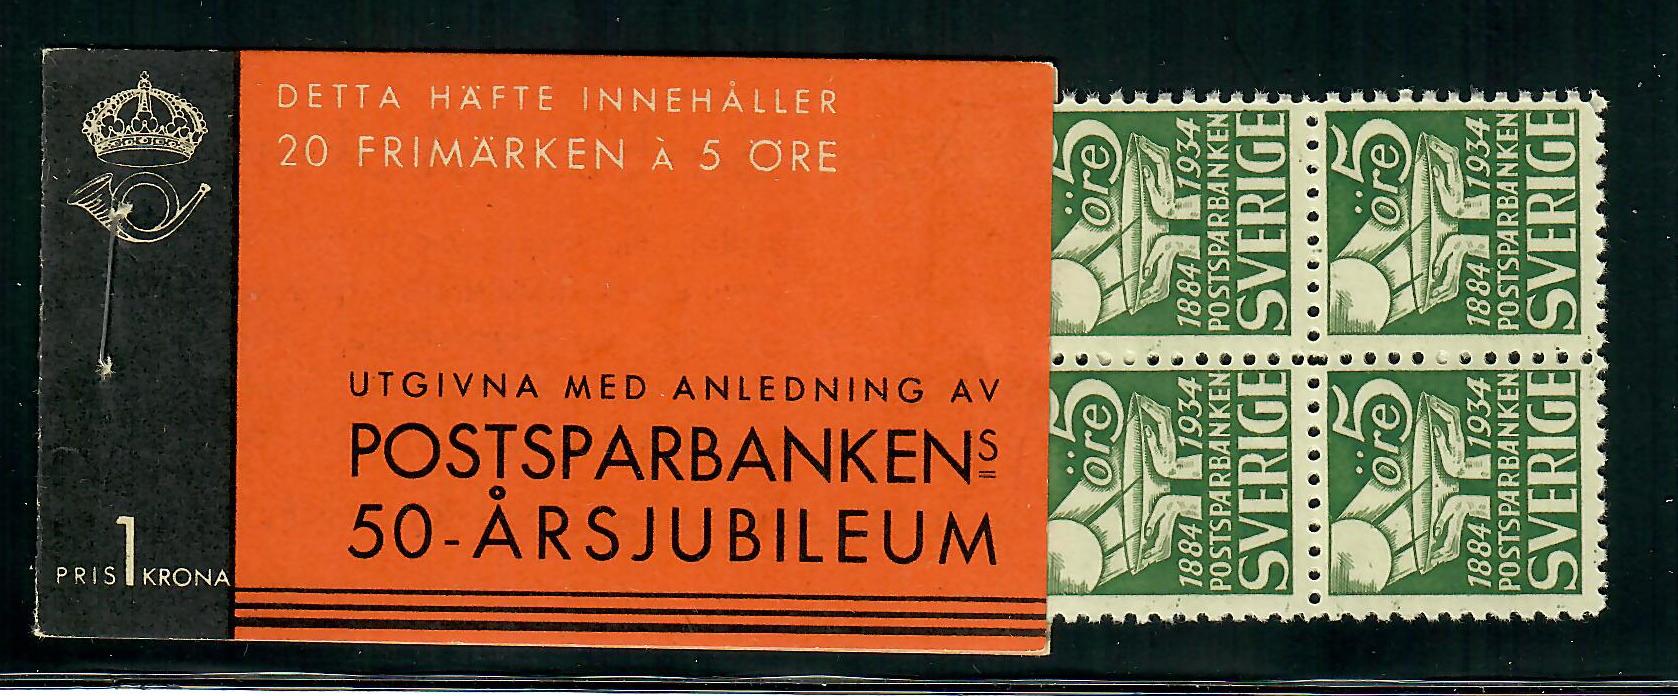 DETTA HÄFTE INNEHÅLLER
20 FRIMÄRKEN À 5 ÖRE
UTGIVNA MED ANLEDNING AV
POSTSPARBANKENS
50-ÅRSJUBILEUM
PRIS 1 KRONA
5 öre
1884 1934
POSTSPARBANKEN
SVERIGE
5 öre
1884 1934
POSTSPARBANKEN
SVERIGE
5 öre
1884 1934
POSTSPARBANKEN
SVERIGE
5 öre
1884 1934
POSTSPARBANKEN
SVERIGE